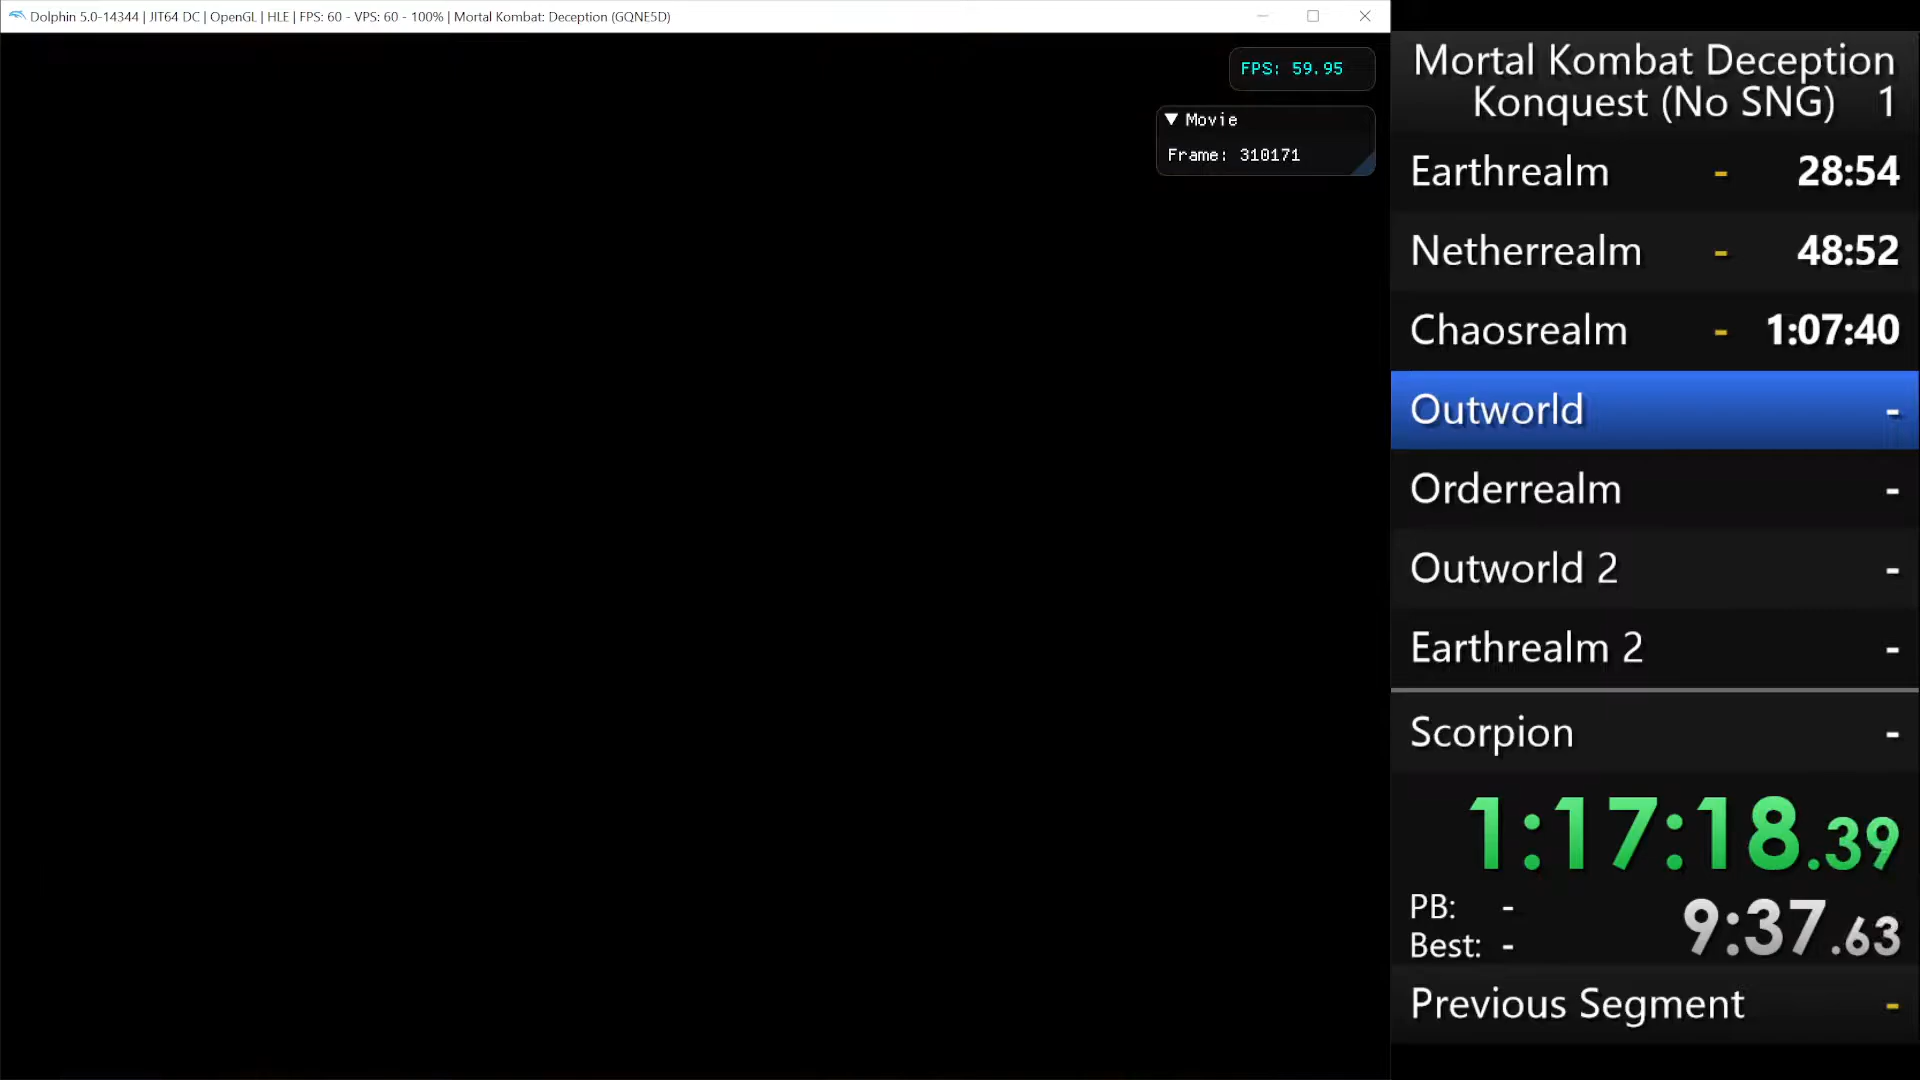 Dolphin 5.0-14344 | JIT64 DC | OpenGL | HLE | FPS: 60 - VPS: 60 - 100% | Mortal Kombat: Deception (GQNE5D)
FPS: 59.95
▼ Movie
Frame: 310171
Mortal Kombat Deception
Konquest (No SNG) 1
Earthrealm - 28:54
Netherrealm - 48:52
Chaosrealm - 1:07:40
Outworld -
Orderrealm -
Outworld 2 -
Earthrealm 2 -
Scorpion -
1:17:18.39
PB: -
Best: -
9:37.63
Previous Segment -